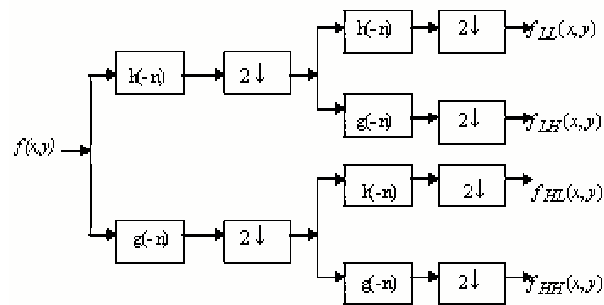 h(-n) 2↓ f_LL(x,y)
h(-n) 2↓
g(-n) 2↓ f_LH(x,y)
f(x,y)
h(-n) 2↓ f_HL(x,y)
g(-n) 2↓
g(-n) 2↓ f_HH(x,y)